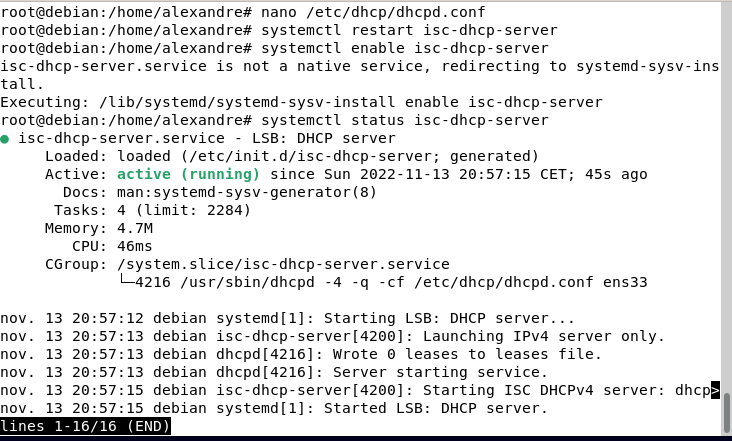 root@debian:/home/alexandre# nano /etc/dhcp/dhcpd.conf
root@debian:/home/alexandre# systemctl restart isc-dhcp-server
root@debian:/home/alexandre# systemctl enable isc-dhcp-server
isc-dhcp-server.service is not a native service, redirecting to systemd-sysv-ins
tall.
Executing: /lib/systemd/systemd-sysv-install enable isc-dhcp-server
root@debian:/home/alexandre# systemctl status isc-dhcp-server
● isc-dhcp-server.service - LSB: DHCP server
     Loaded: loaded (/etc/init.d/isc-dhcp-server; generated)
     Active: active (running) since Sun 2022-11-13 20:57:15 CET; 45s ago
       Docs: man:systemd-sysv-generator(8)
      Tasks: 4 (limit: 2284)
     Memory: 4.7M
        CPU: 46ms
     CGroup: /system.slice/isc-dhcp-server.service
             └─4216 /usr/sbin/dhcpd -4 -q -cf /etc/dhcp/dhcpd.conf ens33

nov. 13 20:57:12 debian systemd[1]: Starting LSB: DHCP server...
nov. 13 20:57:13 debian isc-dhcp-server[4200]: Launching IPv4 server only.
nov. 13 20:57:13 debian dhcpd[4216]: Wrote 0 leases to leases file.
nov. 13 20:57:13 debian dhcpd[4216]: Server starting service.
nov. 13 20:57:15 debian isc-dhcp-server[4200]: Starting ISC DHCPv4 server: dhcp>
nov. 13 20:57:15 debian systemd[1]: Started LSB: DHCP server.
lines 1-16/16 (END)